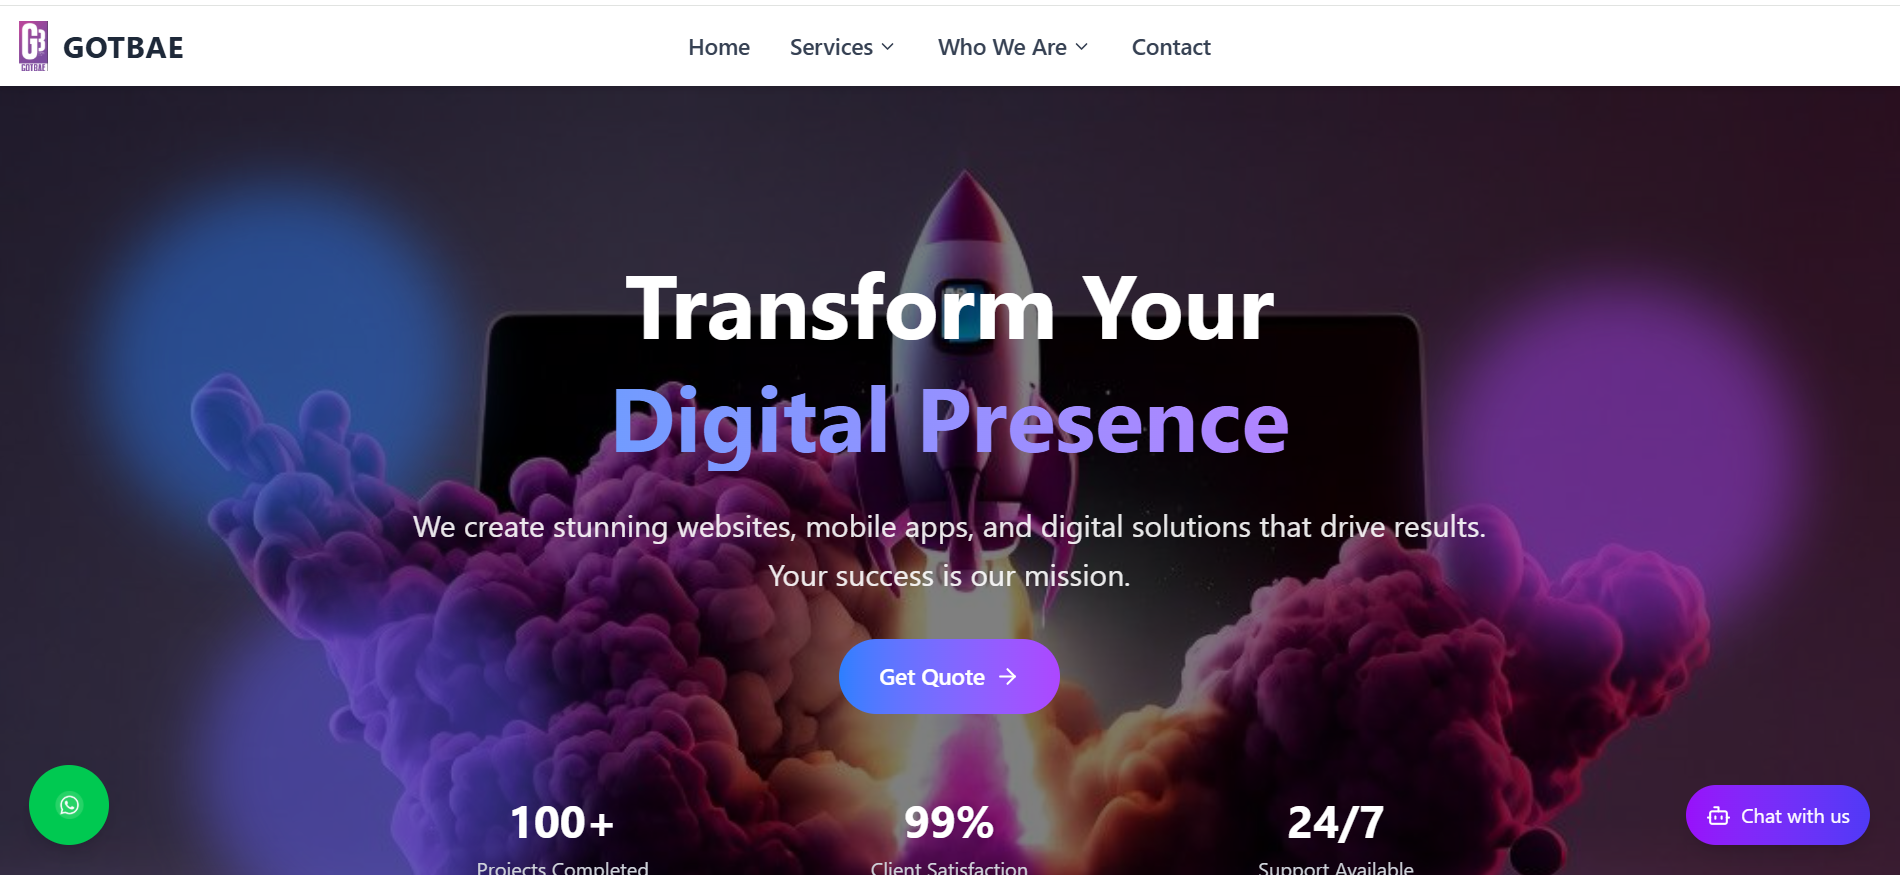 GB
GOTBAE
GOTBAE
Home
Services
Who We Are
Contact
Transform Your
Digital Presence
We create stunning websites, mobile apps, and digital solutions that drive results.
Your success is our mission.
Get Quote
100+
99%
24/7
Projects Completed
Client Satisfaction
Support Available
Chat with us